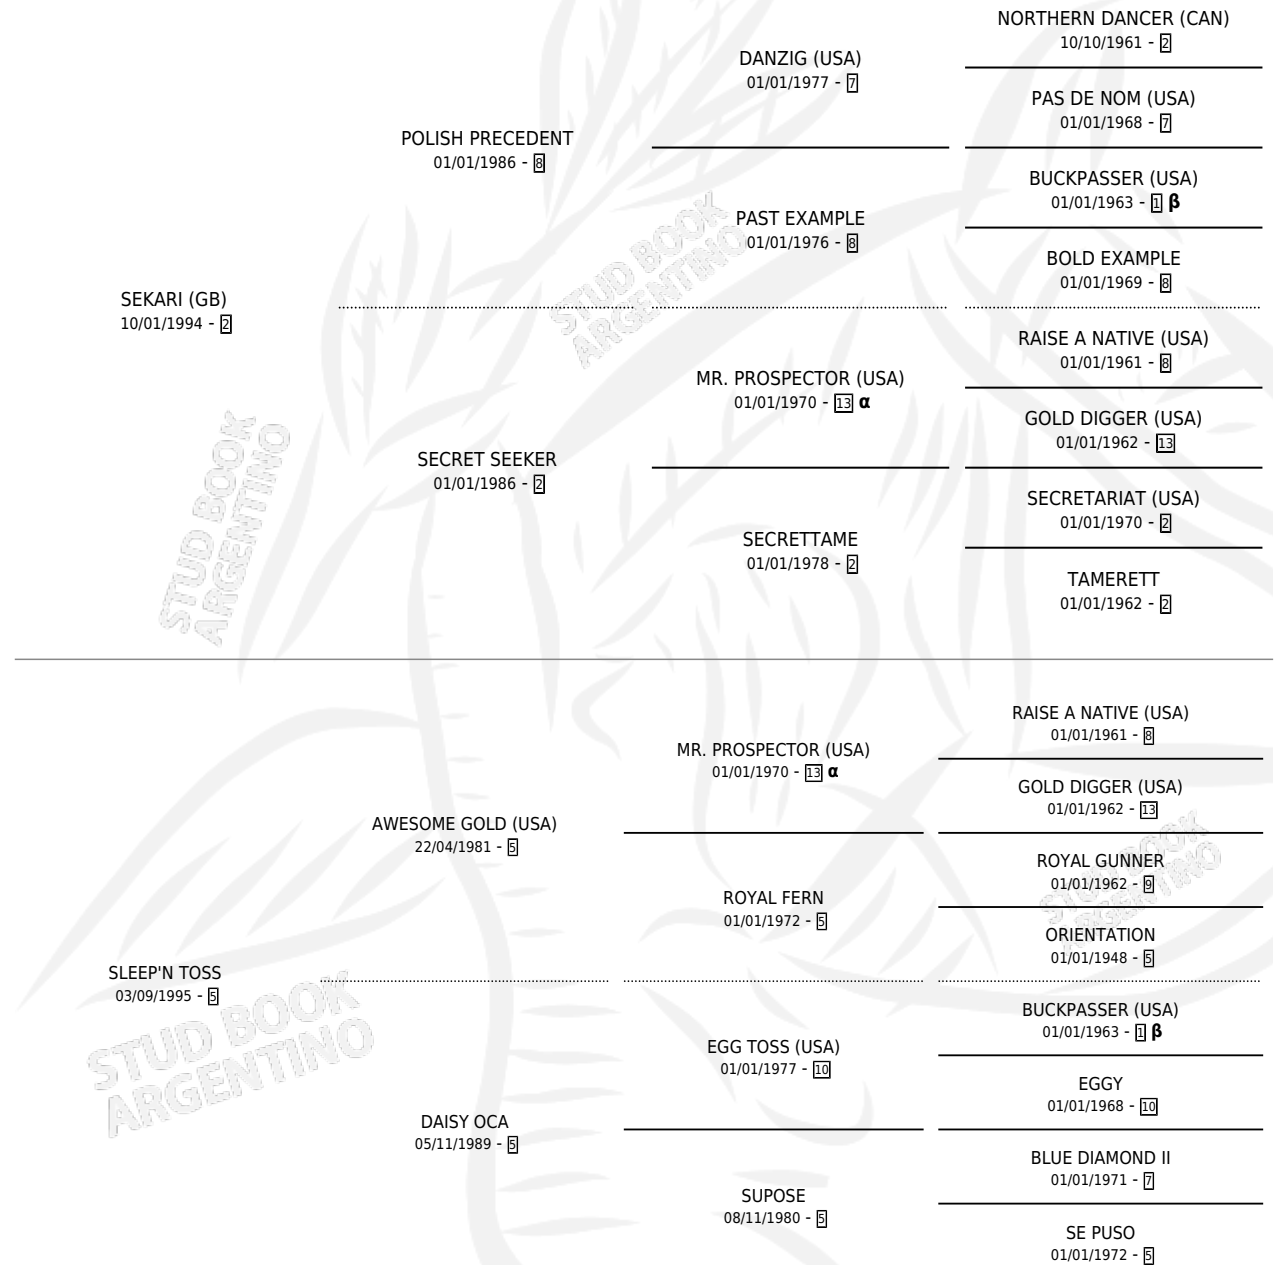 SEKARI (GB)
10/01/1994 - 2
POLISH PRECEDENT
01/01/1986 - 8
DANZIG (USA)
01/01/1977 - 7
NORTHERN DANCER (CAN)
10/10/1961 - 2
PAS DE NOM (USA)
01/01/1968 - 7
PAST EXAMPLE
01/01/1976 - 8
BUCKPASSER (USA)
01/01/1963 - 1 β
BOLD EXAMPLE
01/01/1969 - 8
SECRET SEEKER
01/01/1986 - 2
MR. PROSPECTOR (USA)
01/01/1970 - 13 α
RAISE A NATIVE (USA)
01/01/1961 - 8
GOLD DIGGER (USA)
01/01/1962 - 13
SECRETTAME
01/01/1978 - 2
SECRETARIAT (USA)
01/01/1970 - 2
TAMERETT
01/01/1962 - 2
SLEEP'N TOSS
03/09/1995 - 5
AWESOME GOLD (USA)
22/04/1981 - 5
MR. PROSPECTOR (USA)
01/01/1970 - 13 α
RAISE A NATIVE (USA)
01/01/1961 - 8
GOLD DIGGER (USA)
01/01/1962 - 13
ROYAL FERN
01/01/1972 - 5
ROYAL GUNNER
01/01/1962 - 9
ORIENTATION
01/01/1948 - 5
DAISY OCA
05/11/1989 - 5
EGG TOSS (USA)
01/01/1977 - 10
BUCKPASSER (USA)
01/01/1963 - 1 β
EGGY
01/01/1968 - 10
SUPOSE
08/11/1980 - 5
BLUE DIAMOND II
01/01/1971 - 7
SE PUSO
01/01/1972 - 5
STUD BOOK
ARGENTINO
STUD BOOK
ARGENTINO
STUD BOOK
ARGENTINO
STUD BOOK
ARGENTINO